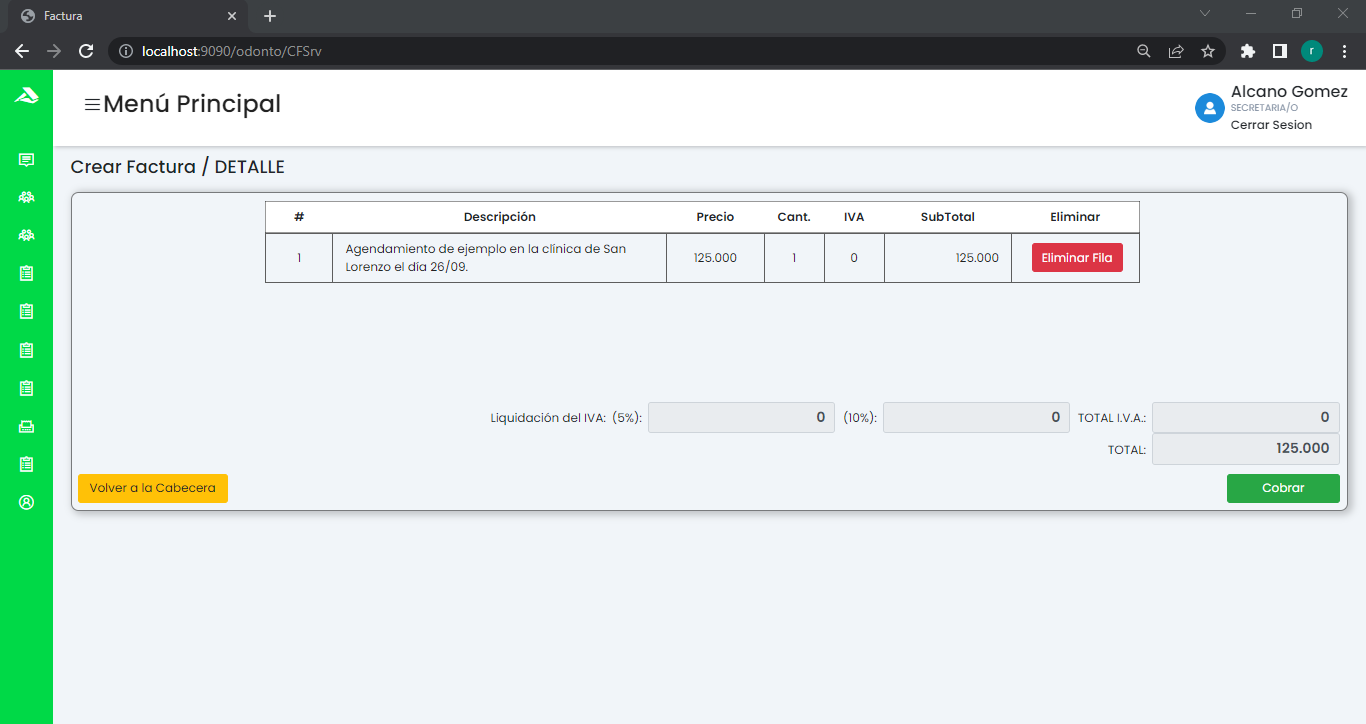 Factura
localhost:9090/odonto/CFSrv
r
Menú Principal
Alcano Gomez
SECRETARIA/O
Cerrar Sesion
Crear Factura / DETALLE
# Descripción Precio Cant. IVA SubTotal Eliminar
1 Agendamiento de ejemplo en la clínica de San 125.000 1 0 125.000 Eliminar Fila
Lorenzo el día 26/09.
Liquidación del IVA: (5%): 0 (10%): 0 TOTAL I.V.A.: 0
TOTAL: 125.000
Volver a la Cabecera Cobrar